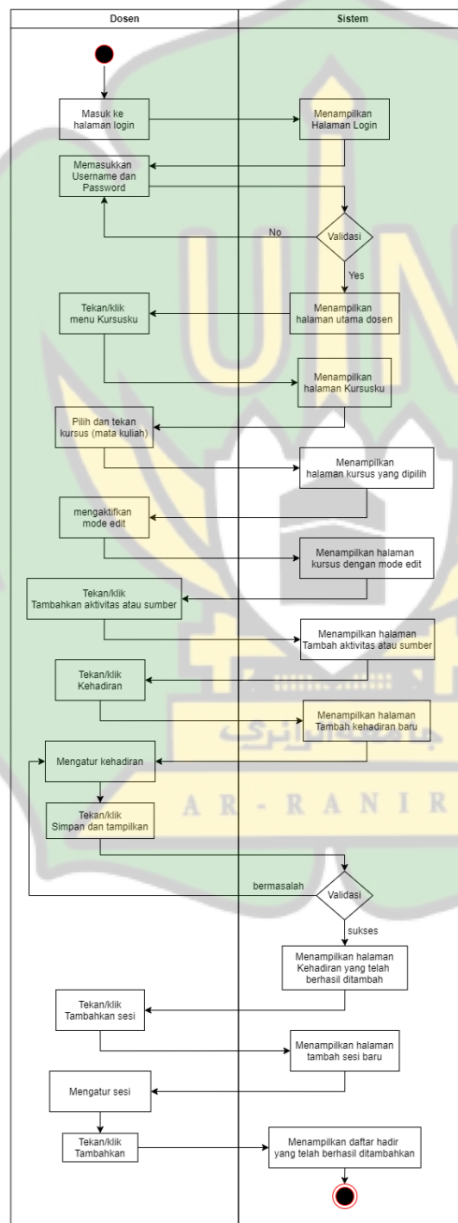 Dosen
Sistem
Masuk ke
halaman login
Menampilkan
Halaman Login
Memasukkan
Username dan
Password
No
Validasi
Yes
Tekan/klik
menu Kursusku
Menampilkan
halaman utama dosen
Menampilkan
halaman Kursusku
Pilih dan tekan
kursus (mata kuliah)
Menampilkan
halaman kursus yang dipilih
mengaktifkan
mode edit
Menampilkan halaman
kursus dengan mode edit
Tekan/klik
Tambahkan aktivitas atau sumber
Menampilkan halaman
Tambah aktivitas atau sumber
Tekan/klik
Kehadiran
Menampilkan halaman
Tambah kehadiran baru
جامعة الرانري
Mengatur kehadiran
Tekan/klik
Simpan dan tampilkan
AR-RANIR
bermasalah
Validasi
sukses
Menampilkan halaman
Kehadiran yang telah
berhasil ditambah
Tekan/klik
Tambahkan sesi
Menampilkan halaman
tambah sesi baru
Mengatur sesi
Tekan/klik
Tambahkan
Menampilkan daftar hadir
yang telah berhasil ditambahkan
UIN